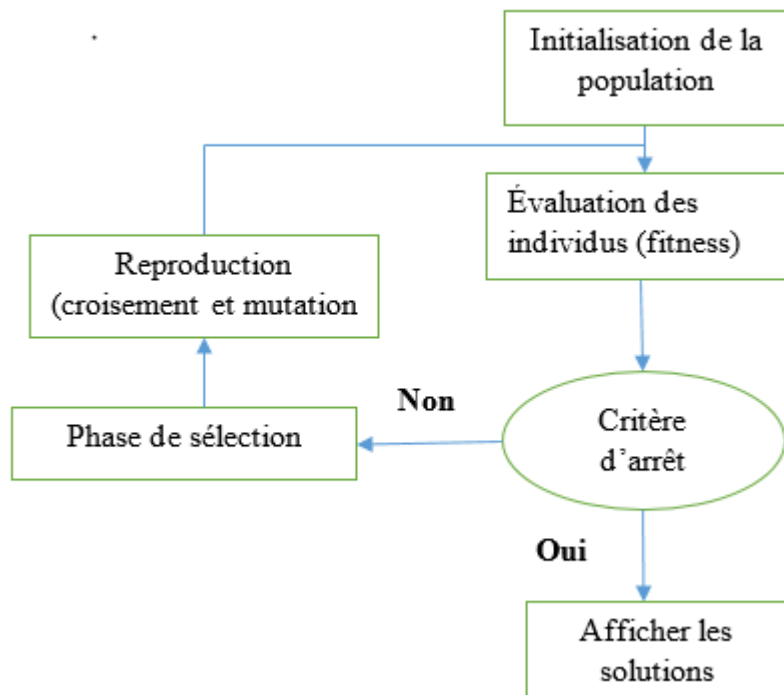 Initialisation de la
population
Évaluation des
individus (fitness)
Reproduction
(croisement et mutation
Non
Phase de sélection
Critère
d’arrêt
Oui
Afficher les
solutions